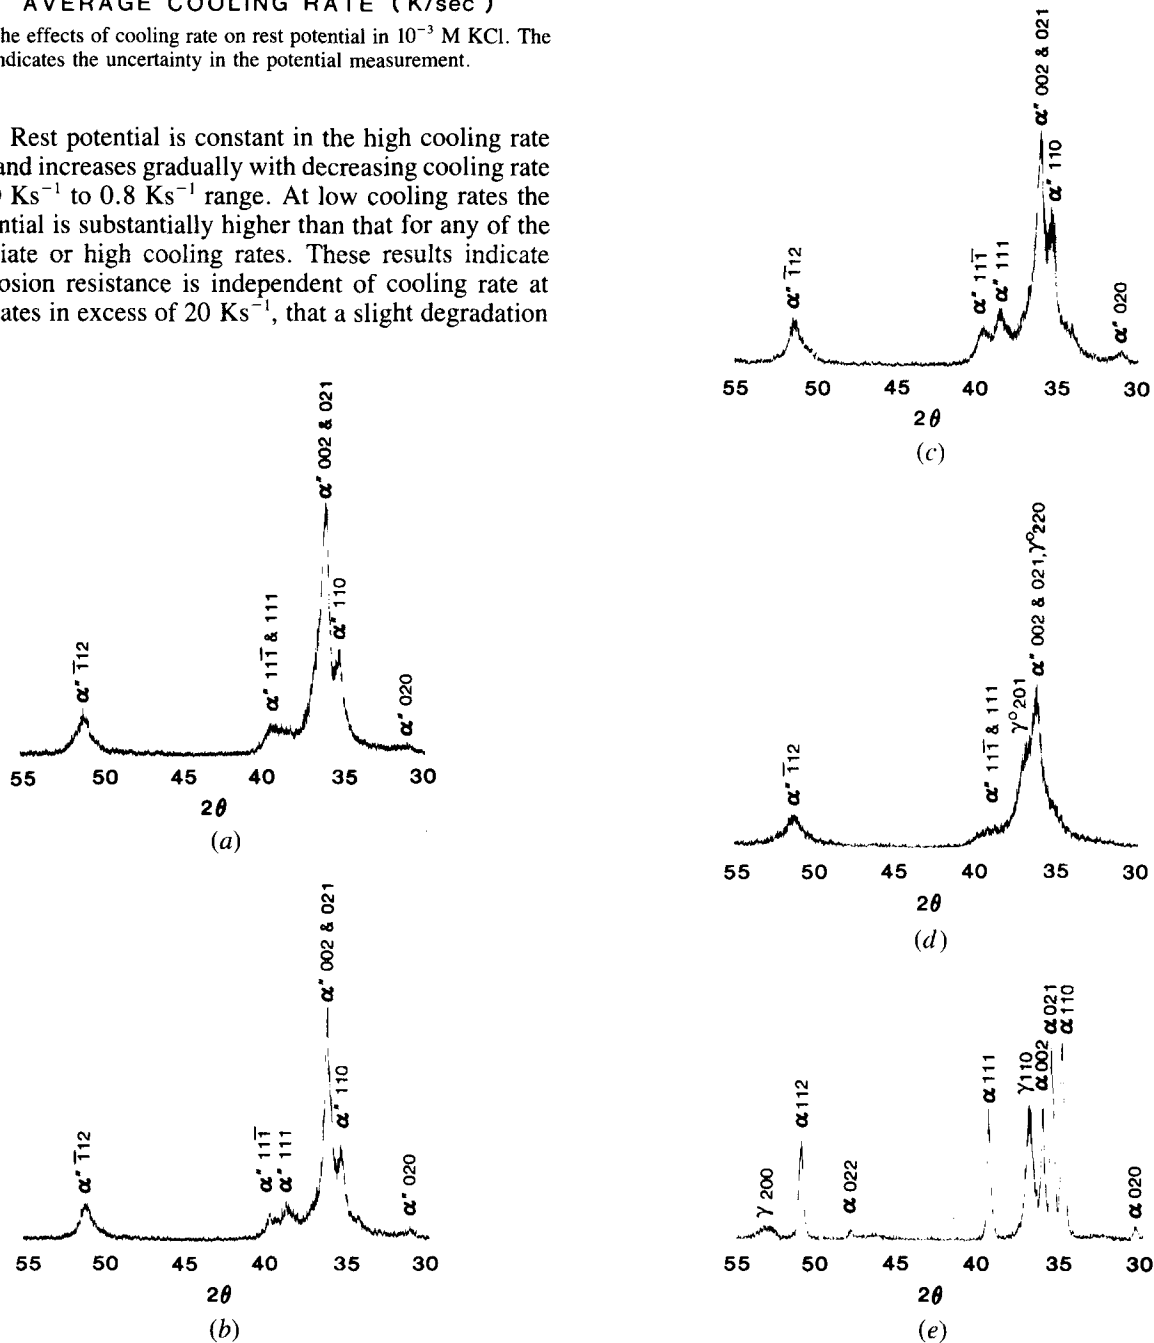 AVERAGE COOLING RATE (K/sec)
he effects of cooling rate on rest potential in 10⁻³ M KCl. The
ndicates the uncertainty in the potential measurement.
Rest potential is constant in the high cooling rate
and increases gradually with decreasing cooling rate
Ks⁻¹ to 0.8 Ks⁻¹ range. At low cooling rates the
ntial is substantially higher than that for any of the
iate or high cooling rates. These results indicate
osion resistance is independent of cooling rate at
ates in excess of 20 Ks⁻¹, that a slight degradation
α″ 1̅12
α″ 111̅ & 111
α″ 002 & 021
α″ 110
α″ 020
55 50 45 40 35 30
2θ
(a)
α″ 1̅12
α″ 111̅
α″ 111
α″ 002 & 021
α″ 110
α″ 020
55 50 45 40 35 30
2θ
(b)
α″ 1̅12
α″ 111̅
α″ 111
α″ 002 & 021
α″ 110
α″ 020
55 50 45 40 35 30
2θ
(c)
α″ 1̅12
α″ 111̅ & 111
γ° 201
α″ 002 & 021, γ° 220
55 50 45 40 35 30
2θ
(d)
γ 200
α 112
α 022
α 111
γ 110
α 002
α 021
α 110
α 020
55 50 45 40 35 30
2θ
(e)